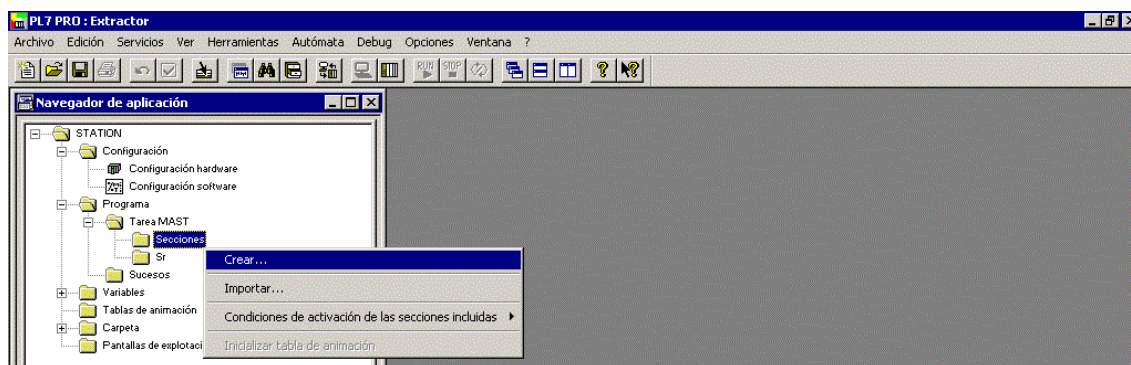 PL7 PRO : Extractor
Archivo Edición Servicios Ver Herramientas Autómata Debug Opciones Ventana ?
RUN STOP
Navegador de aplicación
STATION
Configuración
Configuración hardware
Configuración software
Programa
Tarea MAST
Secciones
Sr
Crear...
Sucesos
Importar...
Variables
Tablas de animación
Condiciones de activación de las secciones incluidas
Carpeta
Pantallas de explotaci
Inicializar tabla de animación